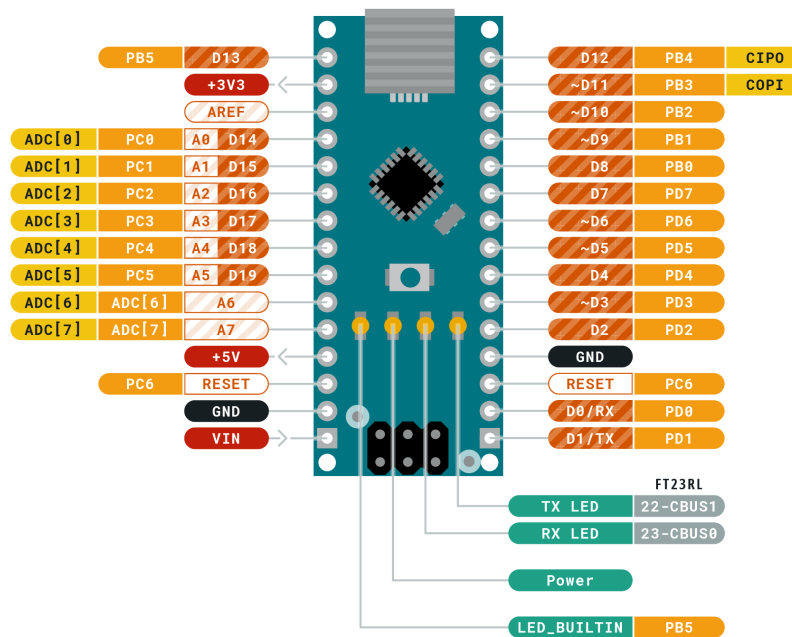 PB5 D13 D12 PB4 CIPO
+3V3 ~D11 PB3 COPI
AREF ~D10 PB2
ADC[0] PC0 A0 D14 ~D9 PB1
ADC[1] PC1 A1 D15 D8 PB0
ADC[2] PC2 A2 D16 D7 PD7
ADC[3] PC3 A3 D17 ~D6 PD6
ADC[4] PC4 A4 D18 ~D5 PD5
ADC[5] PC5 A5 D19 D4 PD4
ADC[6] ADC[6] A6 ~D3 PD3
ADC[7] ADC[7] A7 D2 PD2
+5V GND
PC6 RESET RESET PC6
GND D0/RX PD0
VIN D1/TX PD1
FT23RL
TX LED 22-CBUS1
RX LED 23-CBUS0
Power
LED_BUILTIN PB5